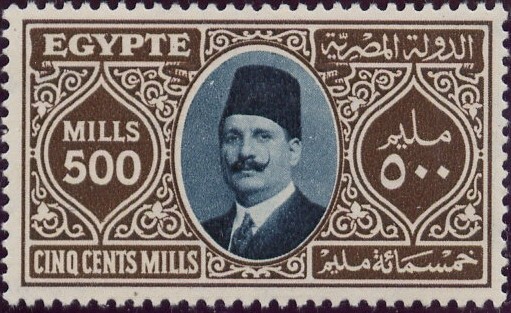 EGYPTE
الدولة المصرية
MILLS
500
مليم
٥٠٠
CINQ CENTS MILLS
خمسمائة مليم